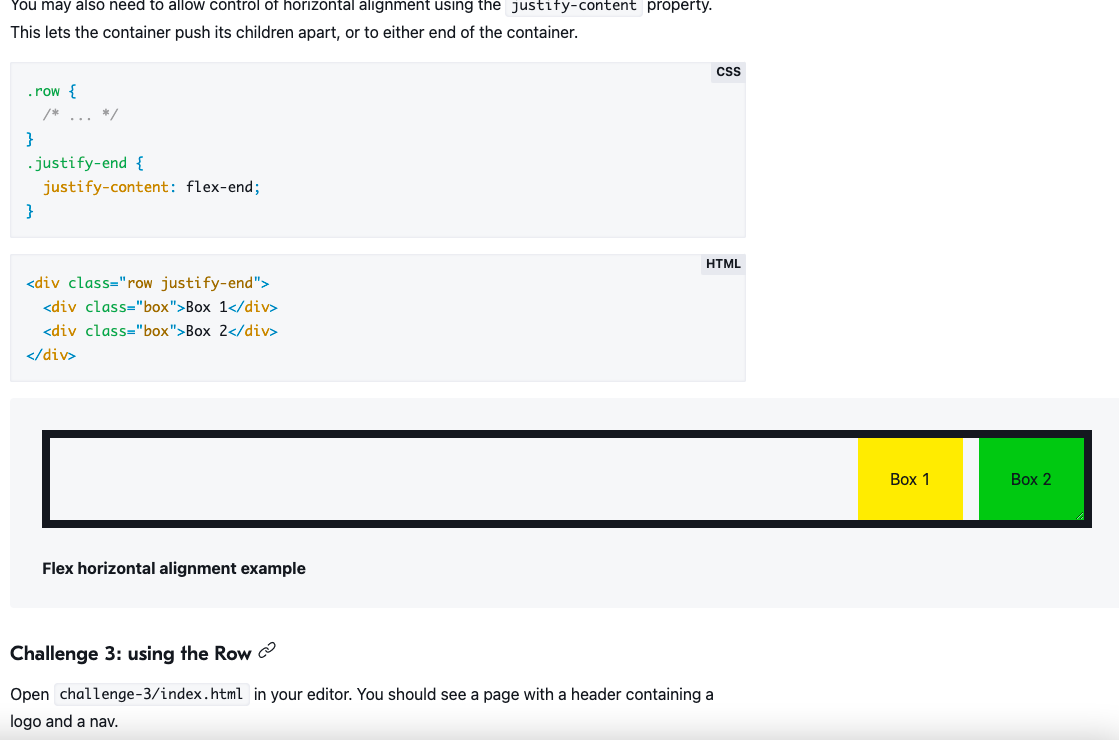 You may also need to allow control of horizontal alignment using the justify-content property.
This lets the container push its children apart, or to either end of the container.
CSS
.row {
  /* ... */
}
.justify-end {
  justify-content: flex-end;
}
HTML
<div class="row justify-end">
  <div class="box">Box 1</div>
  <div class="box">Box 2</div>
</div>
Box 1 Box 2
Flex horizontal alignment example
Challenge 3: using the Row
Open challenge-3/index.html in your editor. You should see a page with a header containing a
logo and a nav.